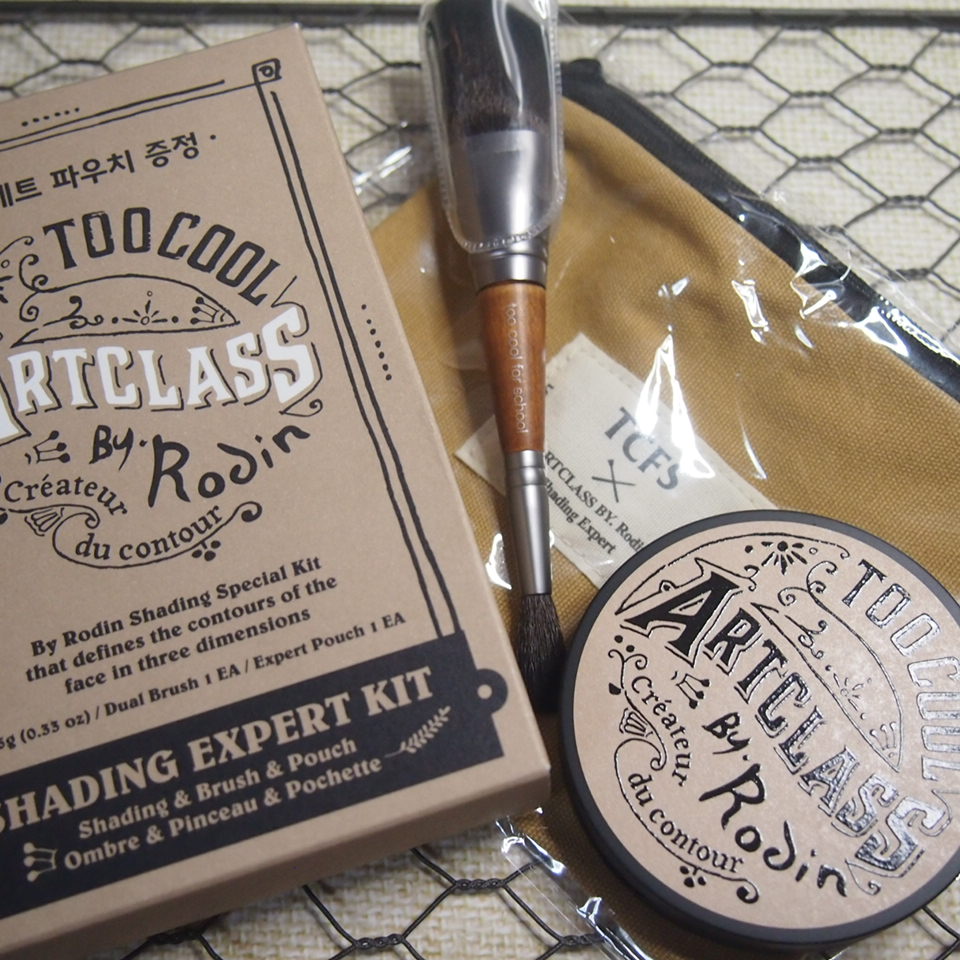 파우치 증정
TOO COOL
ARTCLASS
By. Rodin
Créateur
du contour
By Rodin Shading Special Kit
that defines the contours of the
face in three dimensions
5g (0.33 oz) / Dual Brush 1 EA / Expert Pouch 1 EA
SHADING EXPERT KIT
Shading & Brush & Pouch
Ombre & Pinceau & Pochette
too cool for school
TCFS
X
ARTCLASS BY. Rodin
Shading Expert
TOO COOL
ARTCLASS
By. Rodin
Créateur
du contour